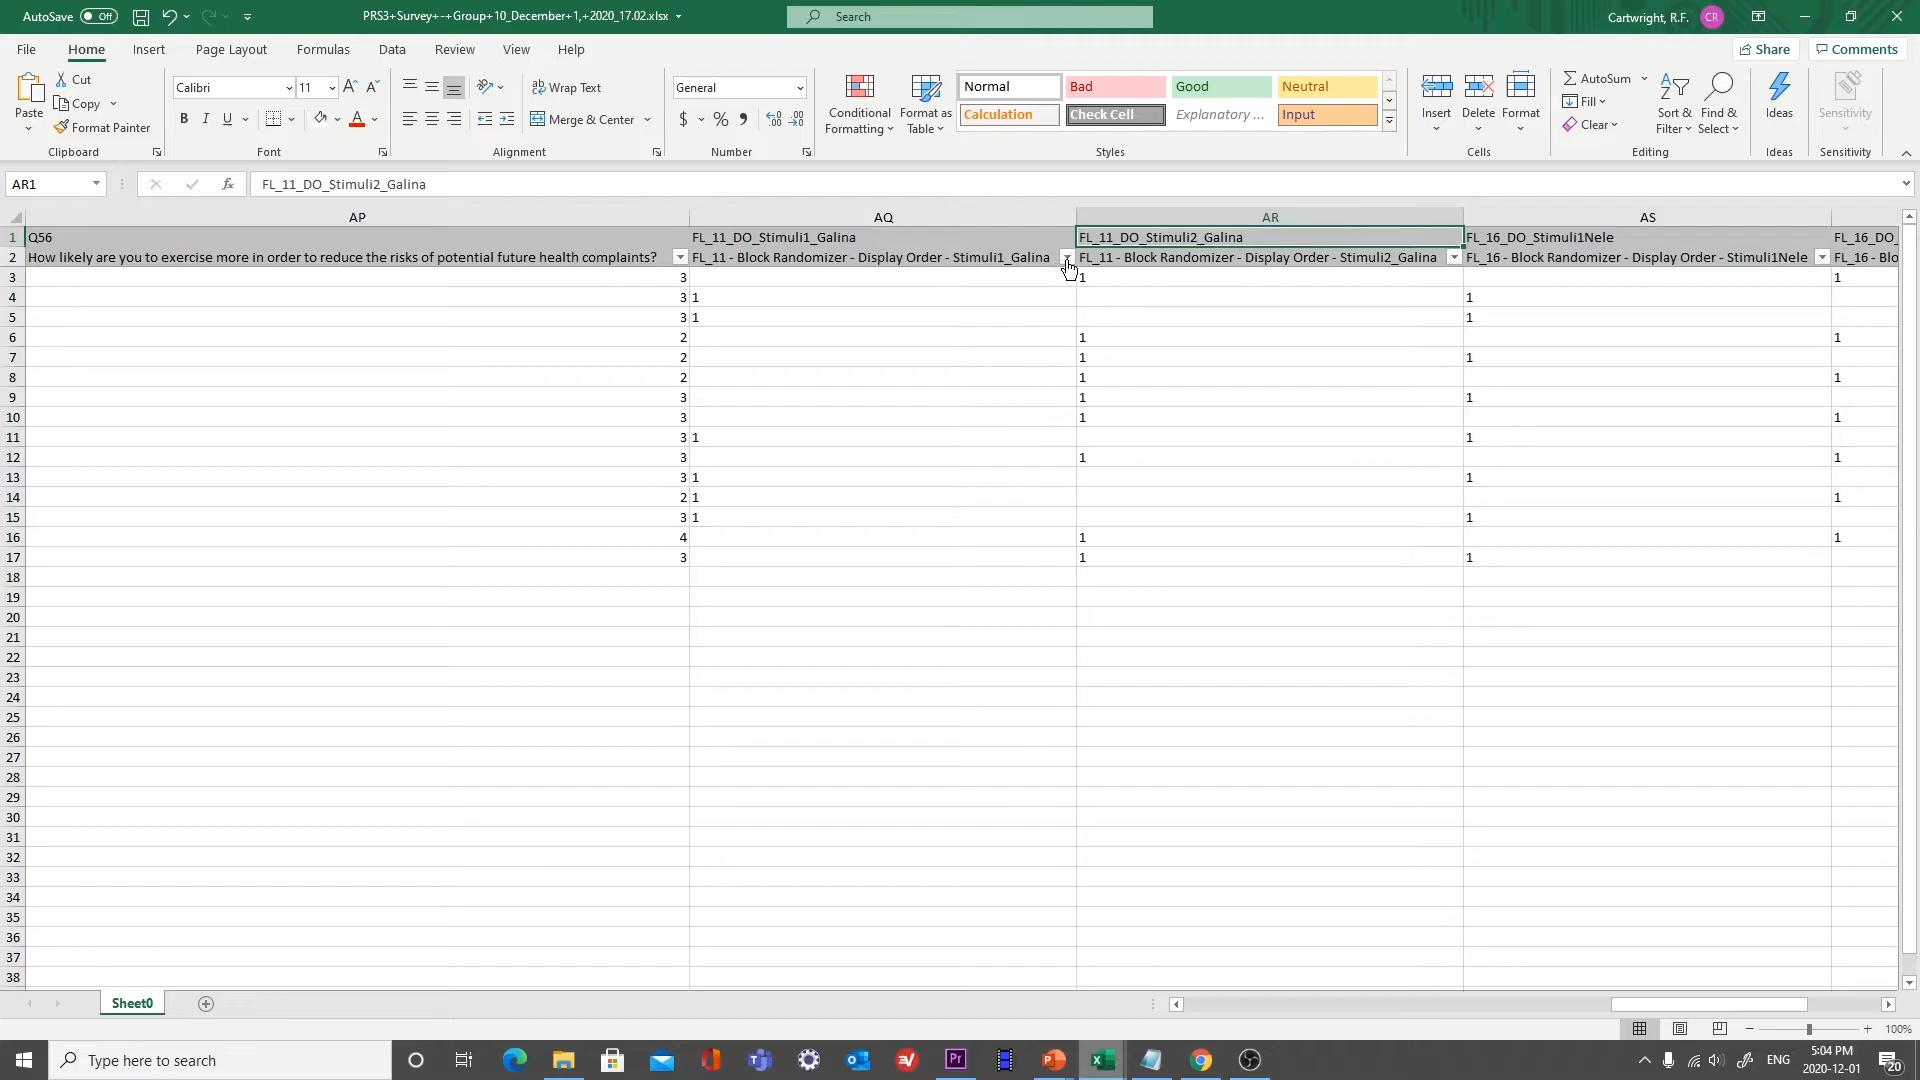 AutoSave Off PRS3+Survey+-+Group+10_December+1,+2020_17.02.xlsx Search Cartwright, R.F. CR
File Home Insert Page Layout Formulas Data Review View Help Share Comments
Paste Cut Copy Format Painter Clipboard
Calibri 11 A A B I U A Font
Wrap Text Merge & Center Alignment
General $ % 9 Number
Conditional Formatting Format as Table
Normal Bad Good Neutral
Calculation Check Cell Explanatory ... Input
Styles
Insert Delete Format Cells
AutoSum Fill Clear Sort & Filter Find & Select Editing
Ideas Ideas
Sensitivity Sensitivity
AR1 fx FL_11_DO_Stimuli2_Galina
AP AQ AR AS
1 Q56 FL_11_DO_Stimuli1_Galina FL_11_DO_Stimuli2_Galina FL_16_DO_Stimuli1Nele FL_16_DO_
2 How likely are you to exercise more in order to reduce the risks of potential future health complaints? FL_11 - Block Randomizer - Display Order - Stimuli1_Galina FL_11 - Block Randomizer - Display Order - Stimuli2_Galina FL_16 - Block Randomizer - Display Order - Stimuli1Nele FL_16 - Blo
3 3 1 1
4 3 1 1
5 3 1 1
6 2 1 1
7 2 1 1
8 2 1 1
9 3 1 1
10 3 1 1
11 3 1 1
12 3 1 1
13 3 1 1
14 2 1 1
15 3 1 1
16 4 1 1
17 3 1 1
18
19
20
21
22
23
24
25
26
27
28
29
30
31
32
33
34
35
36
37
38
Sheet0
100%
Type here to search Pr ENG 5:04 PM
2020-12-01 20